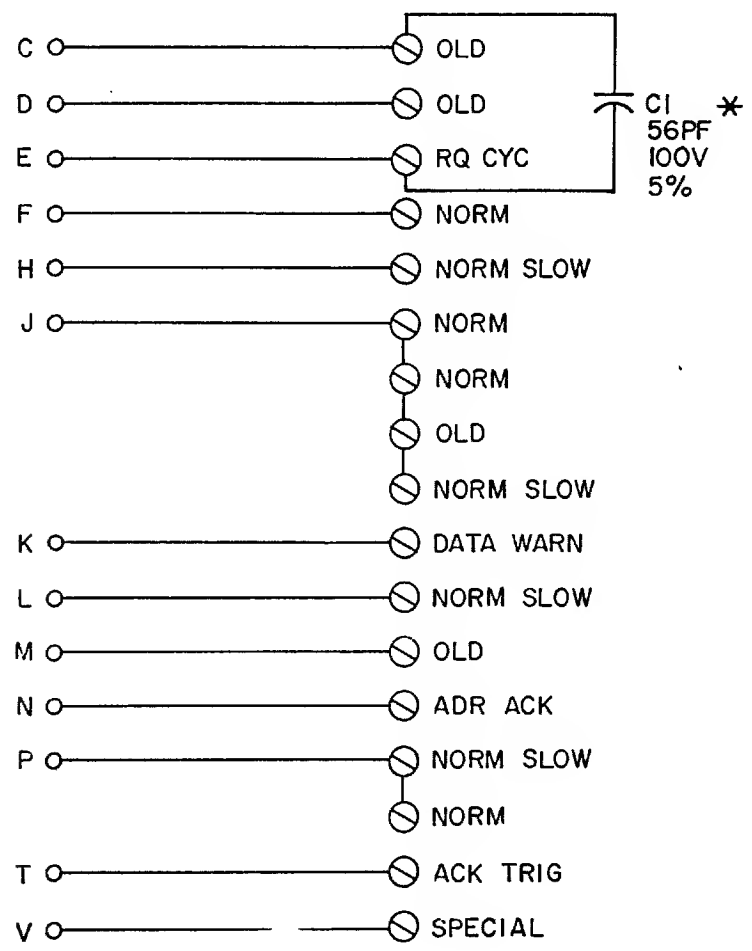 C OLD
D OLD
C1 *
56PF
E RQ CYC 100V
5%
F NORM
H NORM SLOW
J NORM
NORM
OLD
NORM SLOW
K DATA WARN
L NORM SLOW
M OLD
N ADR ACK
P NORM SLOW
NORM
T ACK TRIG
V SPECIAL